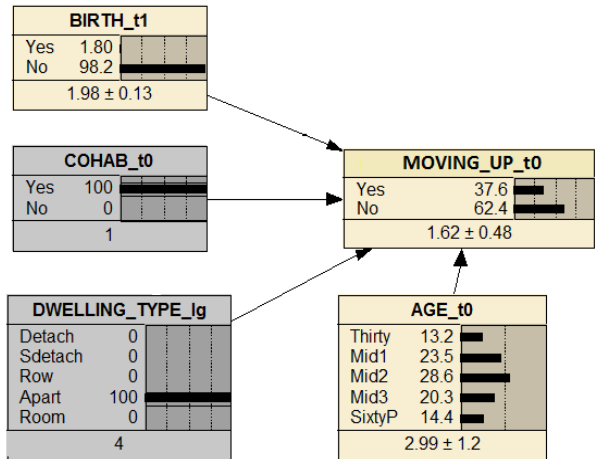 BIRTH_t1
Yes 1.80
No 98.2
1.98 ± 0.13
COHAB_t0
Yes 100
No 0
1
MOVING_UP_t0
Yes 37.6
No 62.4
1.62 ± 0.48
DWELLING_TYPE_lg
Detach 0
Sdetach 0
Row 0
Apart 100
Room 0
4
AGE_t0
Thirty 13.2
Mid1 23.5
Mid2 28.6
Mid3 20.3
SixtyP 14.4
2.99 ± 1.2